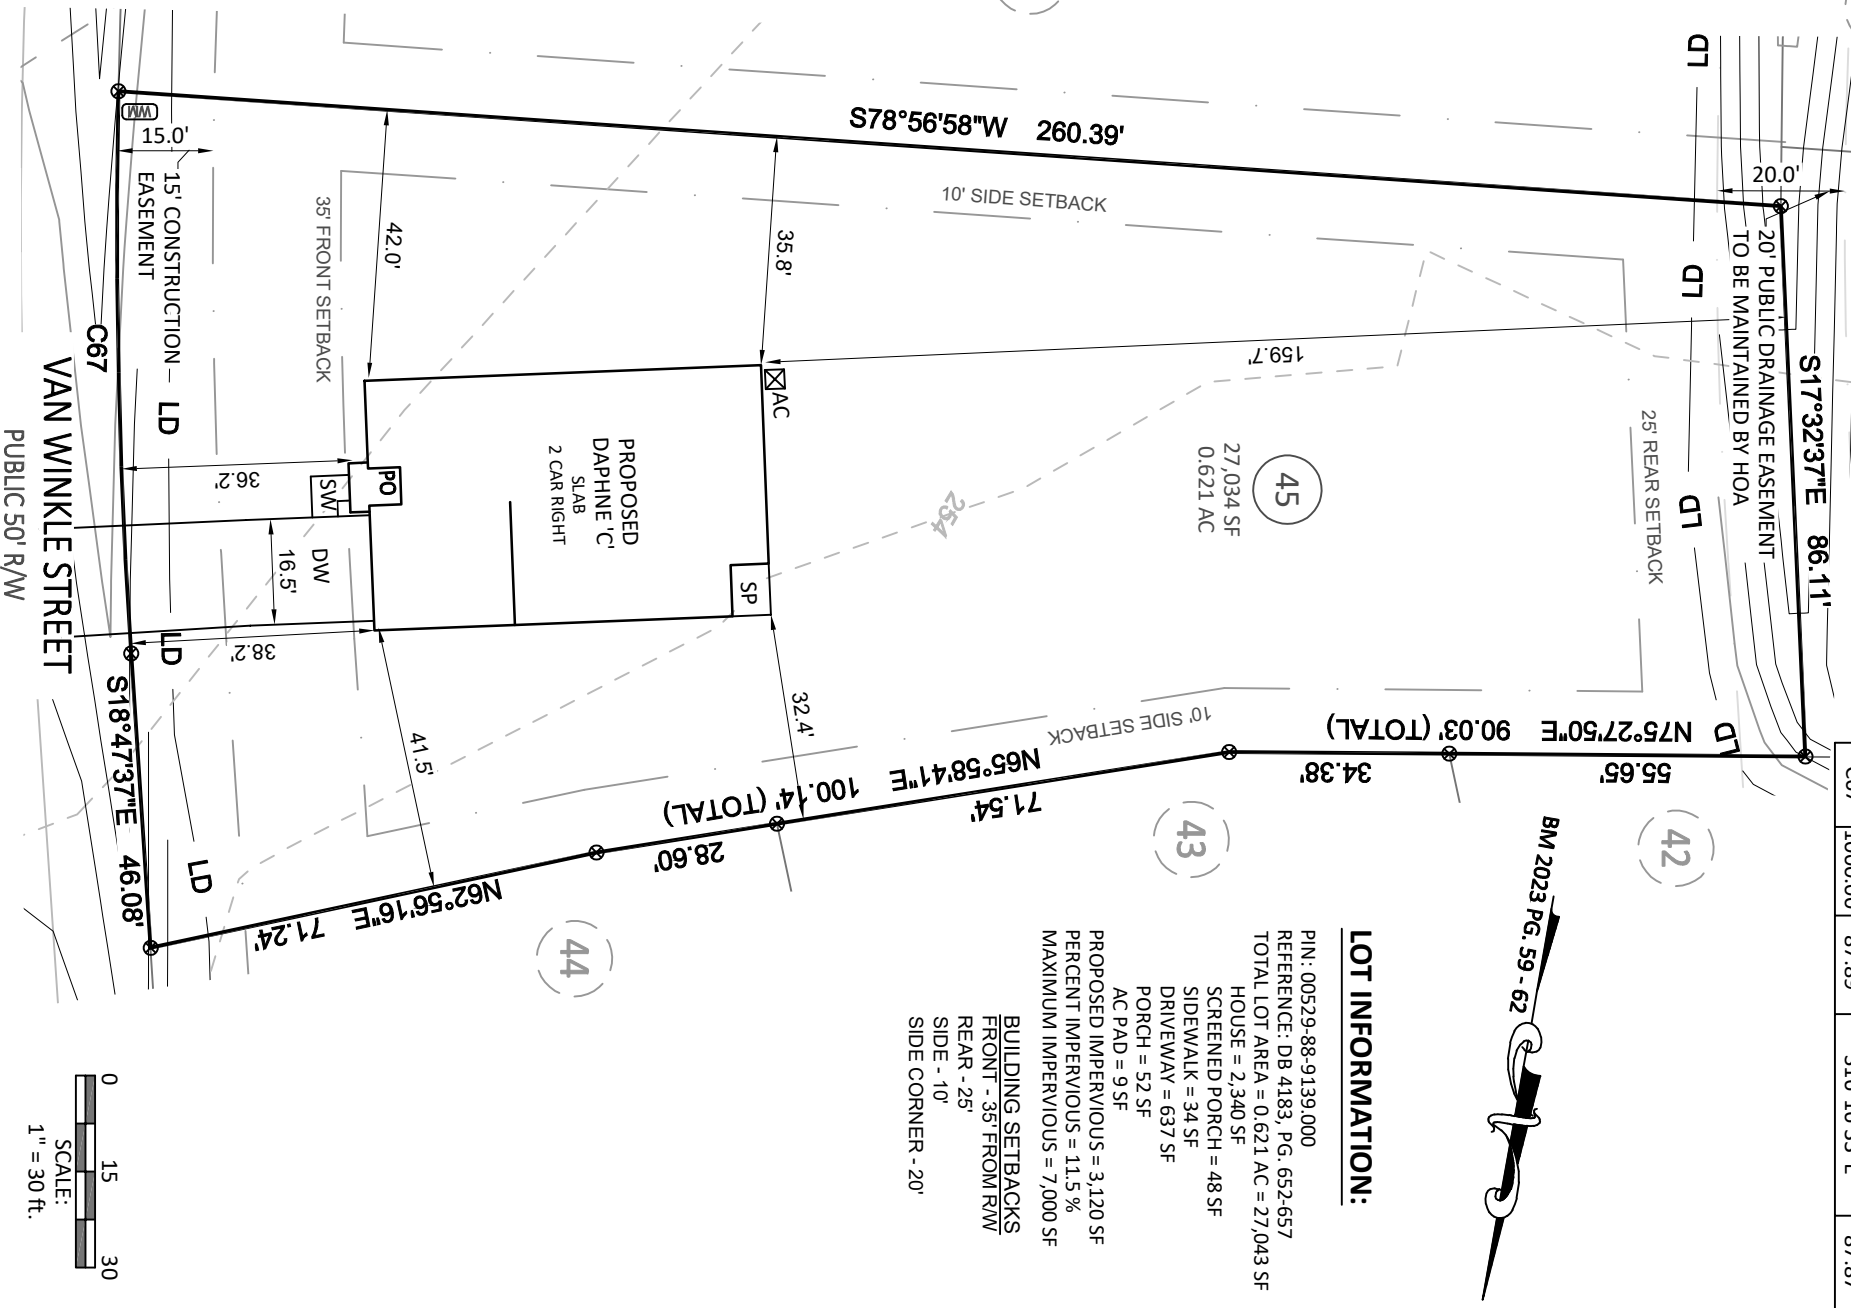 LD
S78°56'58"W 260.39'
20.0'
20' PUBLIC DRAINAGE EASEMENT
TO BE MAINTAINED BY HOA
S17°32'37"E 86.11'
LD
LD
LD
25' REAR SETBACK
10' SIDE SETBACK
159.7'
45
27,034 SF
0.621 AC
254
35.8'
42.0'
AC
PROPOSED
DAPHNE 'C'
SLAB
2 CAR RIGHT
PO
SW
SP
DW
16.5'
36.2'
38.2'
WM
15.0'
15' CONSTRUCTION
EASEMENT
35' FRONT SETBACK
C67
LD
LD
LD
VAN WINKLE STREET
PUBLIC 50' R/W
S18°47'37"E 46.08'
41.5'
32.4'
10' SIDE SETBACK
N75°27'50"E 90.03' (TOTAL)
55.65'
34.38'
N65°58'41"E 100.14' (TOTAL)
71.54'
28.60'
N62°56'16"E 71.24'
42
43
44
BM 2023 PG. 59 - 62
LOT INFORMATION:
PIN: 00529-88-9139.000
REFERENCE: DB 4183, PG. 652-657
TOTAL LOT AREA = 0.621 AC = 27,043 SF
HOUSE = 2,340 SF
SCREENED PORCH = 48 SF
SIDEWALK = 34 SF
DRIVEWAY = 637 SF
PORCH = 52 SF
AC PAD = 9 SF
PROPOSED IMPERVIOUS = 3,120 SF
PERCENT IMPERVIOUS = 11.5 %
MAXIMUM IMPERVIOUS = 7,000 SF
BUILDING SETBACKS
FRONT - 35' FROM R/W
REAR - 25'
SIDE - 10'
SIDE CORNER - 20'
0 15 30
SCALE:
1" = 30 ft.